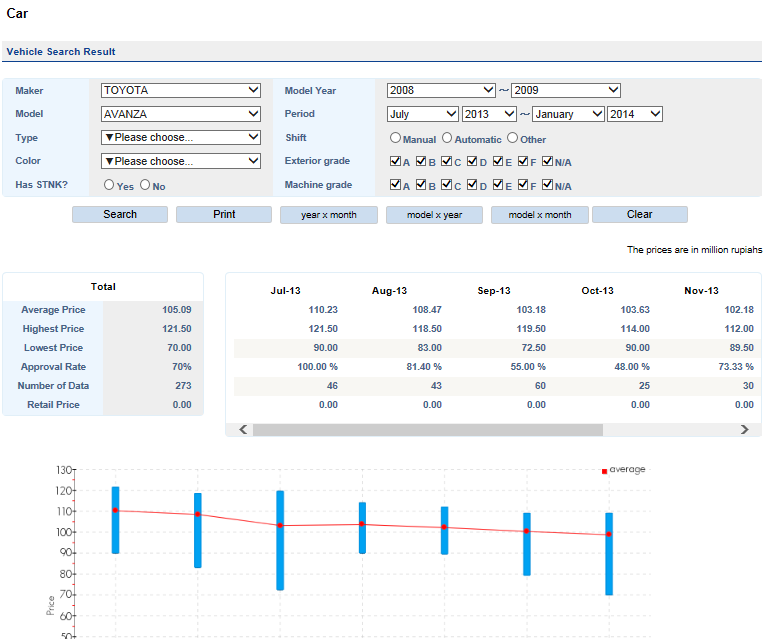 Car
Vehicle Search Result
Maker TOYOTA Model Year 2008 ~ 2009
Model AVANZA Period July 2013 ~ January 2014
Type ▼Please choose... Shift Manual Automatic Other
Color ▼Please choose... Exterior grade A B C D E F N/A
Has STNK? Yes No Machine grade A B C D E F N/A
Search Print year x month model x year model x month Clear
The prices are in million rupiahs
Total Jul-13 Aug-13 Sep-13 Oct-13 Nov-13
Average Price 105.09 110.23 108.47 103.18 103.63 102.18
Highest Price 121.50 121.50 118.50 119.50 114.00 112.00
Lowest Price 70.00 90.00 83.00 72.50 90.00 89.50
Approval Rate 70% 100.00 % 81.40 % 55.00 % 48.00 % 73.33 %
Number of Data 273 46 43 60 25 30
Retail Price 0.00 0.00 0.00 0.00 0.00 0.00
average
130
120
110
100
90
80
70
60
50
Price